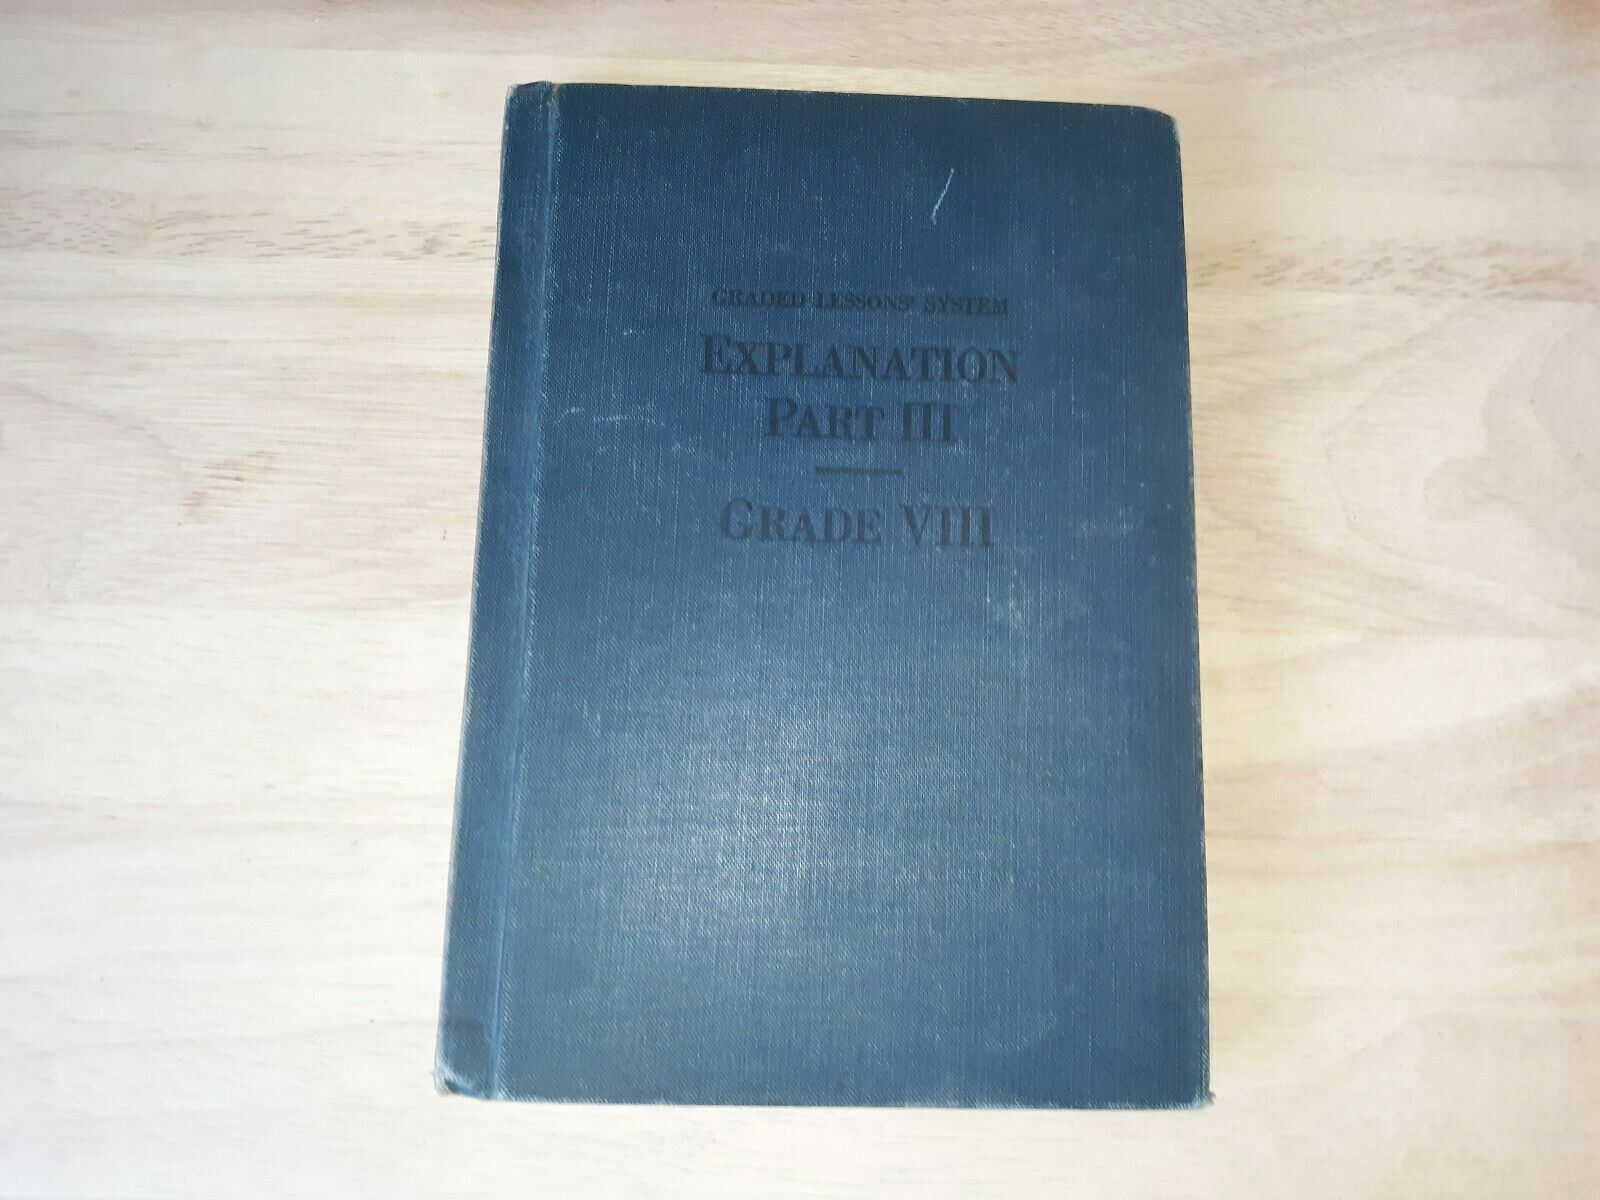 GRADED LESSONS' SYSTEM
EXPLANATION
PART III
GRADE VIII